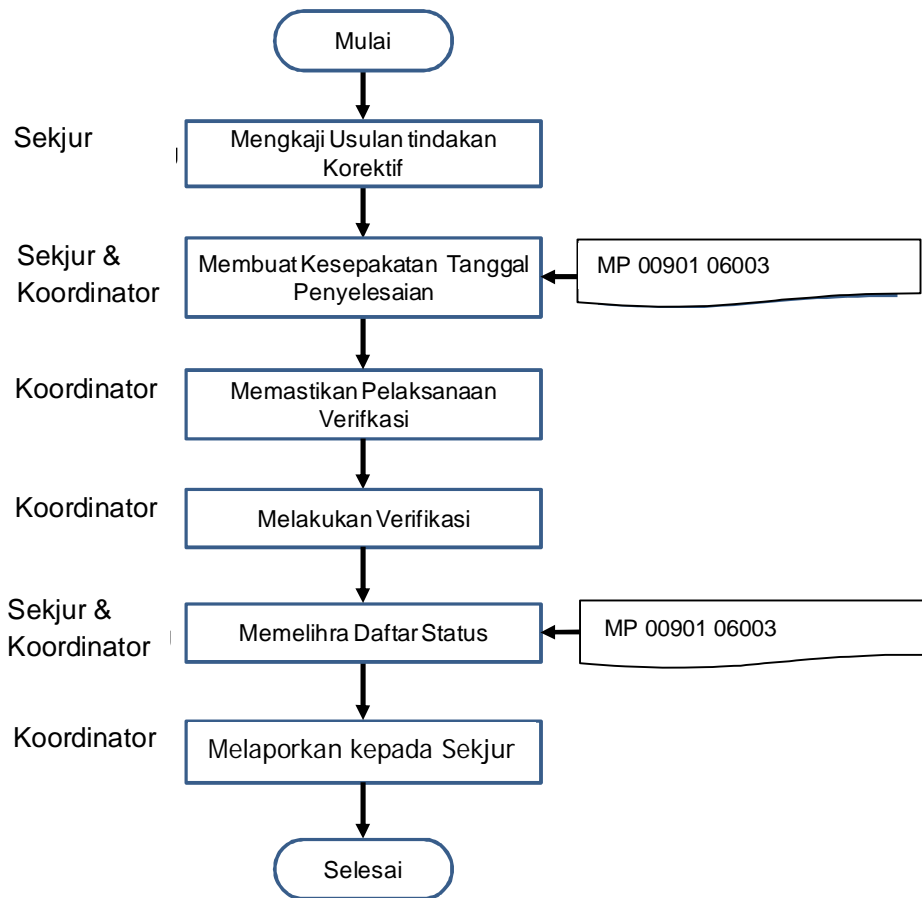 Mulai
Sekjur
Mengkaji Usulan tindakan
Korektif
Sekjur &
Koordinator
Membuat Kesepakatan Tanggal
Penyelesaian
MP 00901 06003
Koordinator
Memastikan Pelaksanaan
Verifkasi
Koordinator
Melakukan Verifikasi
Sekjur &
Koordinator
Memelihra Daftar Status
MP 00901 06003
Koordinator
Melaporkan kepada Sekjur
Selesai